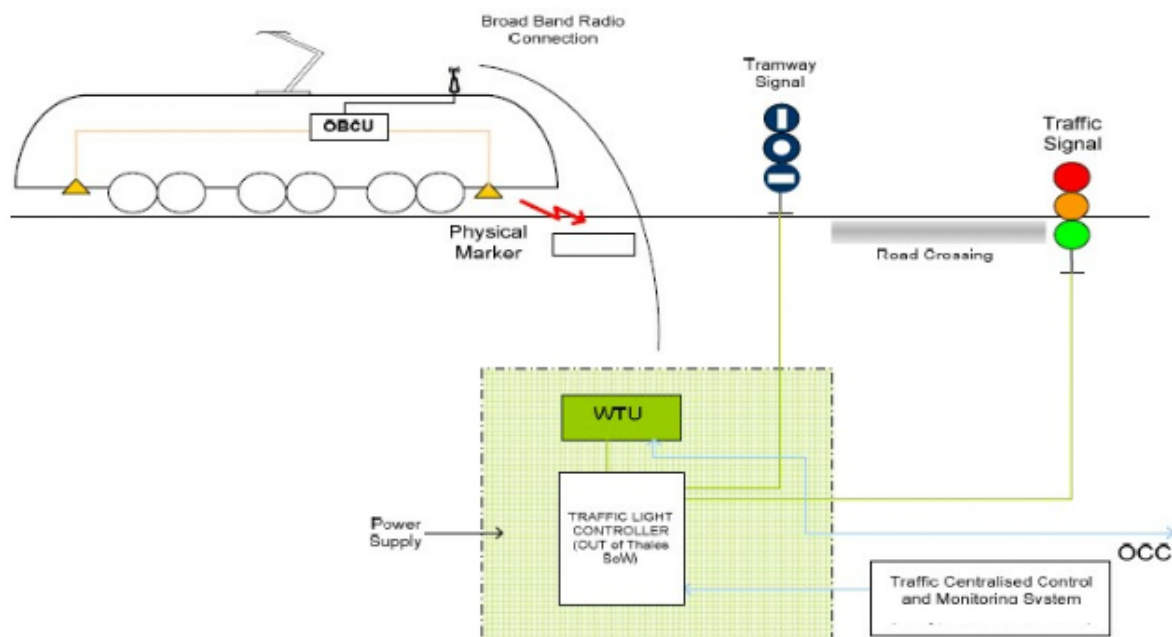 Broad Band Radio
Connection
Tramway
Signal
Traffic
Signal
OBCU
Physical
Marker
Road Crossing
WTU
TRAFFIC LIGHT
CONTROLLER
(OUT of Thales
SoW)
Power
Supply
OCC
Traffic Centralised Control
and Monitoring System